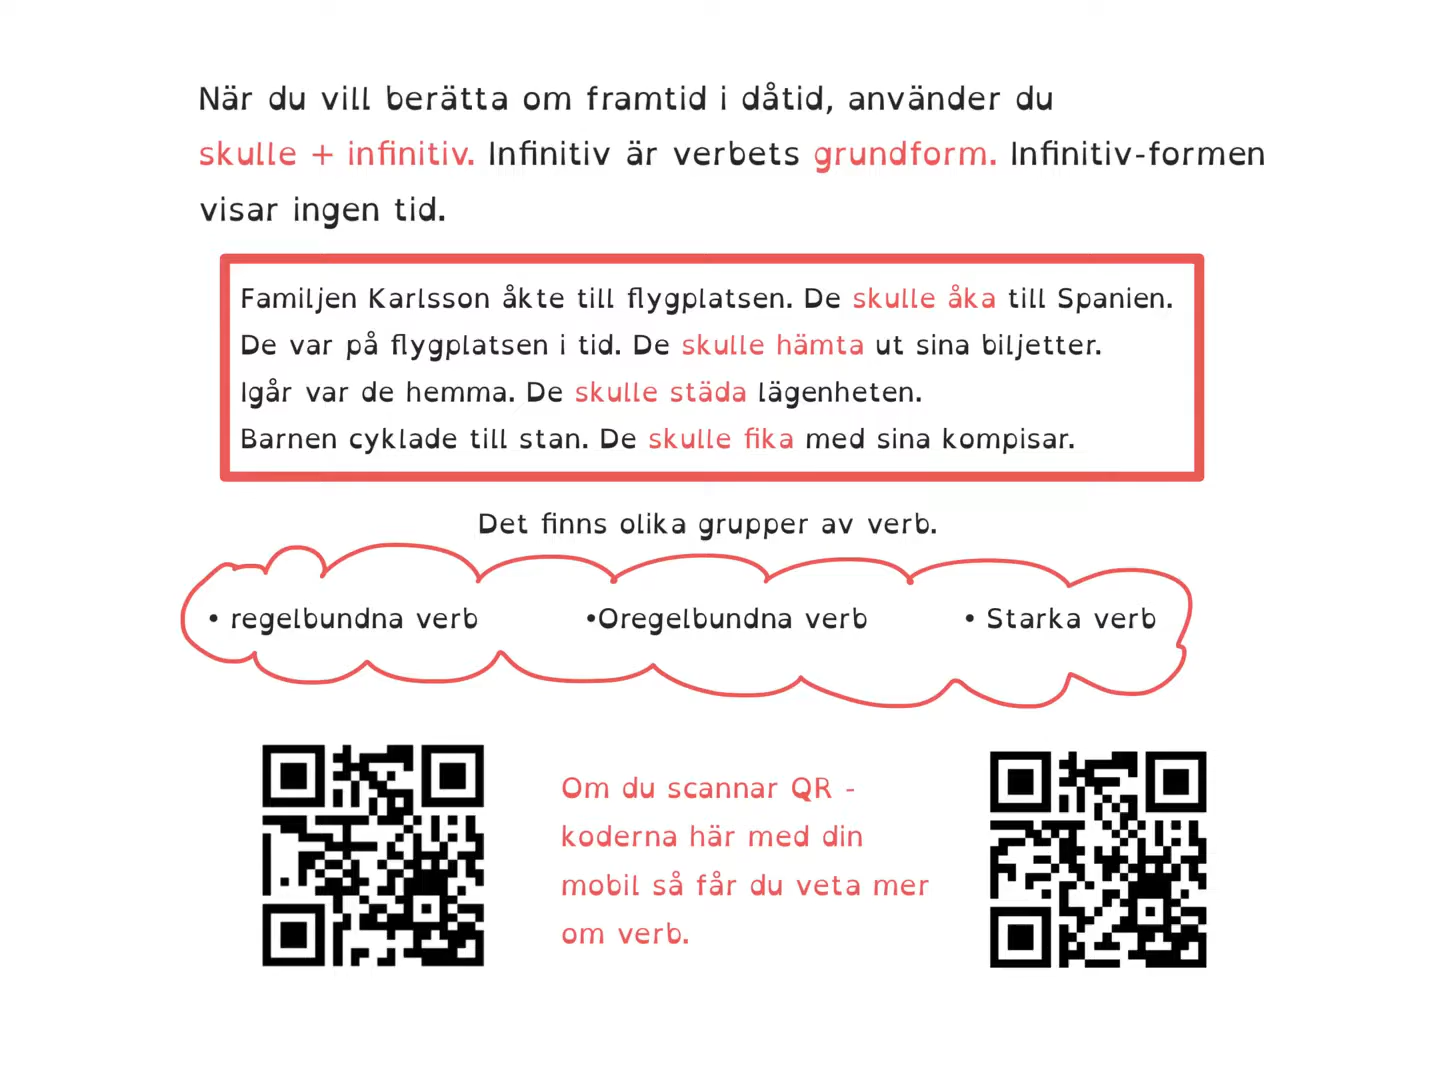 När du vill berätta om framtid i dåtid, använder du
skulle + infinitiv. Infinitiv är verbets grundform. Infinitiv-formen
visar ingen tid.
Familjen Karlsson åkte till flygplatsen. De skulle åka till Spanien.
De var på flygplatsen i tid. De skulle hämta ut sina biljetter.
Igår var de hemma. De skulle städa lägenheten.
Barnen cyklade till stan. De skulle fika med sina kompisar.
Det finns olika grupper av verb.
• regelbundna verb •Oregelbundna verb • Starka verb
Om du scannar QR -
koderna här med din
mobil så får du veta mer
om verb.